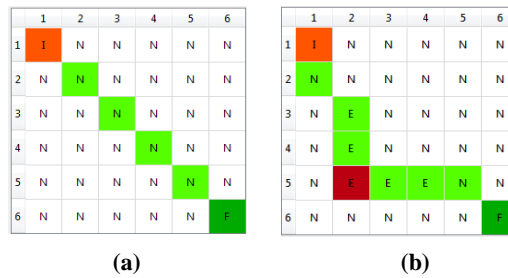 1 2 3 4 5 6
1 I N N N N N
2 N N N N N N
3 N N N N N N
4 N N N N N N
5 N N N N N N
6 N N N N N F
(a)
1 2 3 4 5 6
1 I N N N N N
2 N N N N N N
3 N E N N N N
4 N E N N N N
5 N E E E N N
6 N N N N N F
(b)